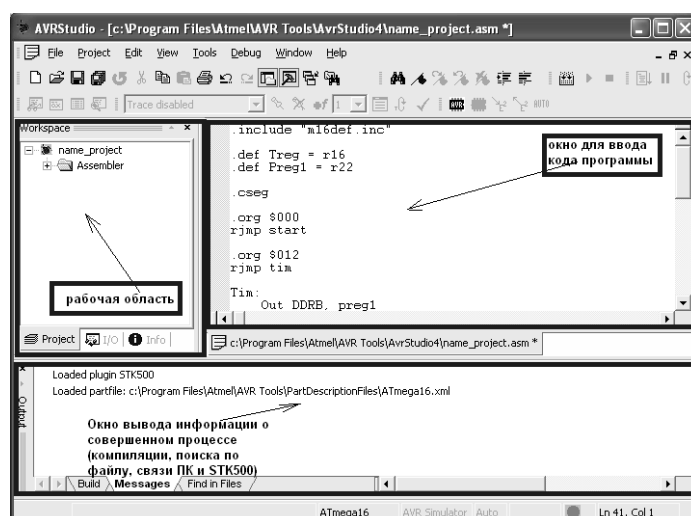 AVRStudio - [c:\Program Files\Atmel\AVR Tools\AvrStudio4\name_project.asm *]
File Project Edit View Tools Debug Window Help
Trace disabled
1
AVR
AUTO
Workspace
name_project
Assembler
рабочая область
Project I/O Info
.include "m16def.inc"
.def Treg = r16
.def Preg1 = r22
.cseg
.org $000
rjmp start
.org $012
rjmp tim
Tim:
Out DDRB, preg1
окно для ввода
кода программы
c:\Program Files\Atmel\AVR Tools\AvrStudio4\name_project.asm *
Output
Loaded plugin STK500
Loaded partfile: c:\Program Files\Atmel\AVR Tools\PartDescriptionFiles\ATmega16.xml
Окно вывода информации о
совершенном процессе
(компиляции, поиска по
файлу, связи ПК и STK500)
Build Messages Find in Files
ATmega16 AVR Simulator Auto Ln 41, Col 1